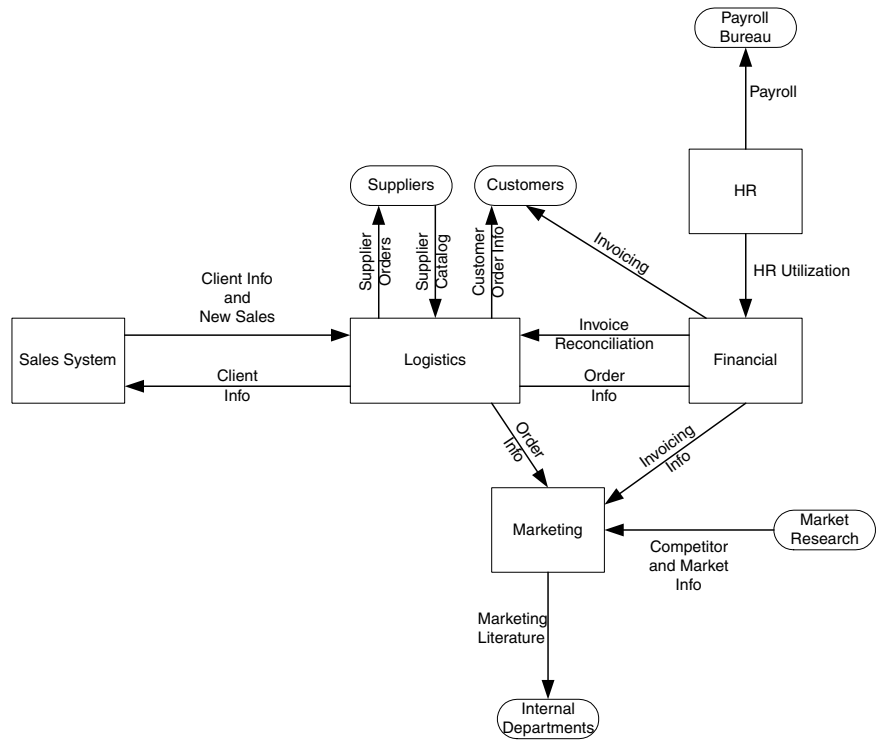 Payroll
Bureau
Payroll
HR
Suppliers
Customers
Supplier
Orders
Supplier
Catalog
Customer
Order Info
Invoicing
HR Utilization
Client Info
and
New Sales
Sales System
Logistics
Invoice
Reconciliation
Financial
Client
Info
Order
Info
Order
Info
Invoicing
Info
Marketing
Market
Research
Competitor
and Market
Info
Marketing
Literature
Internal
Departments